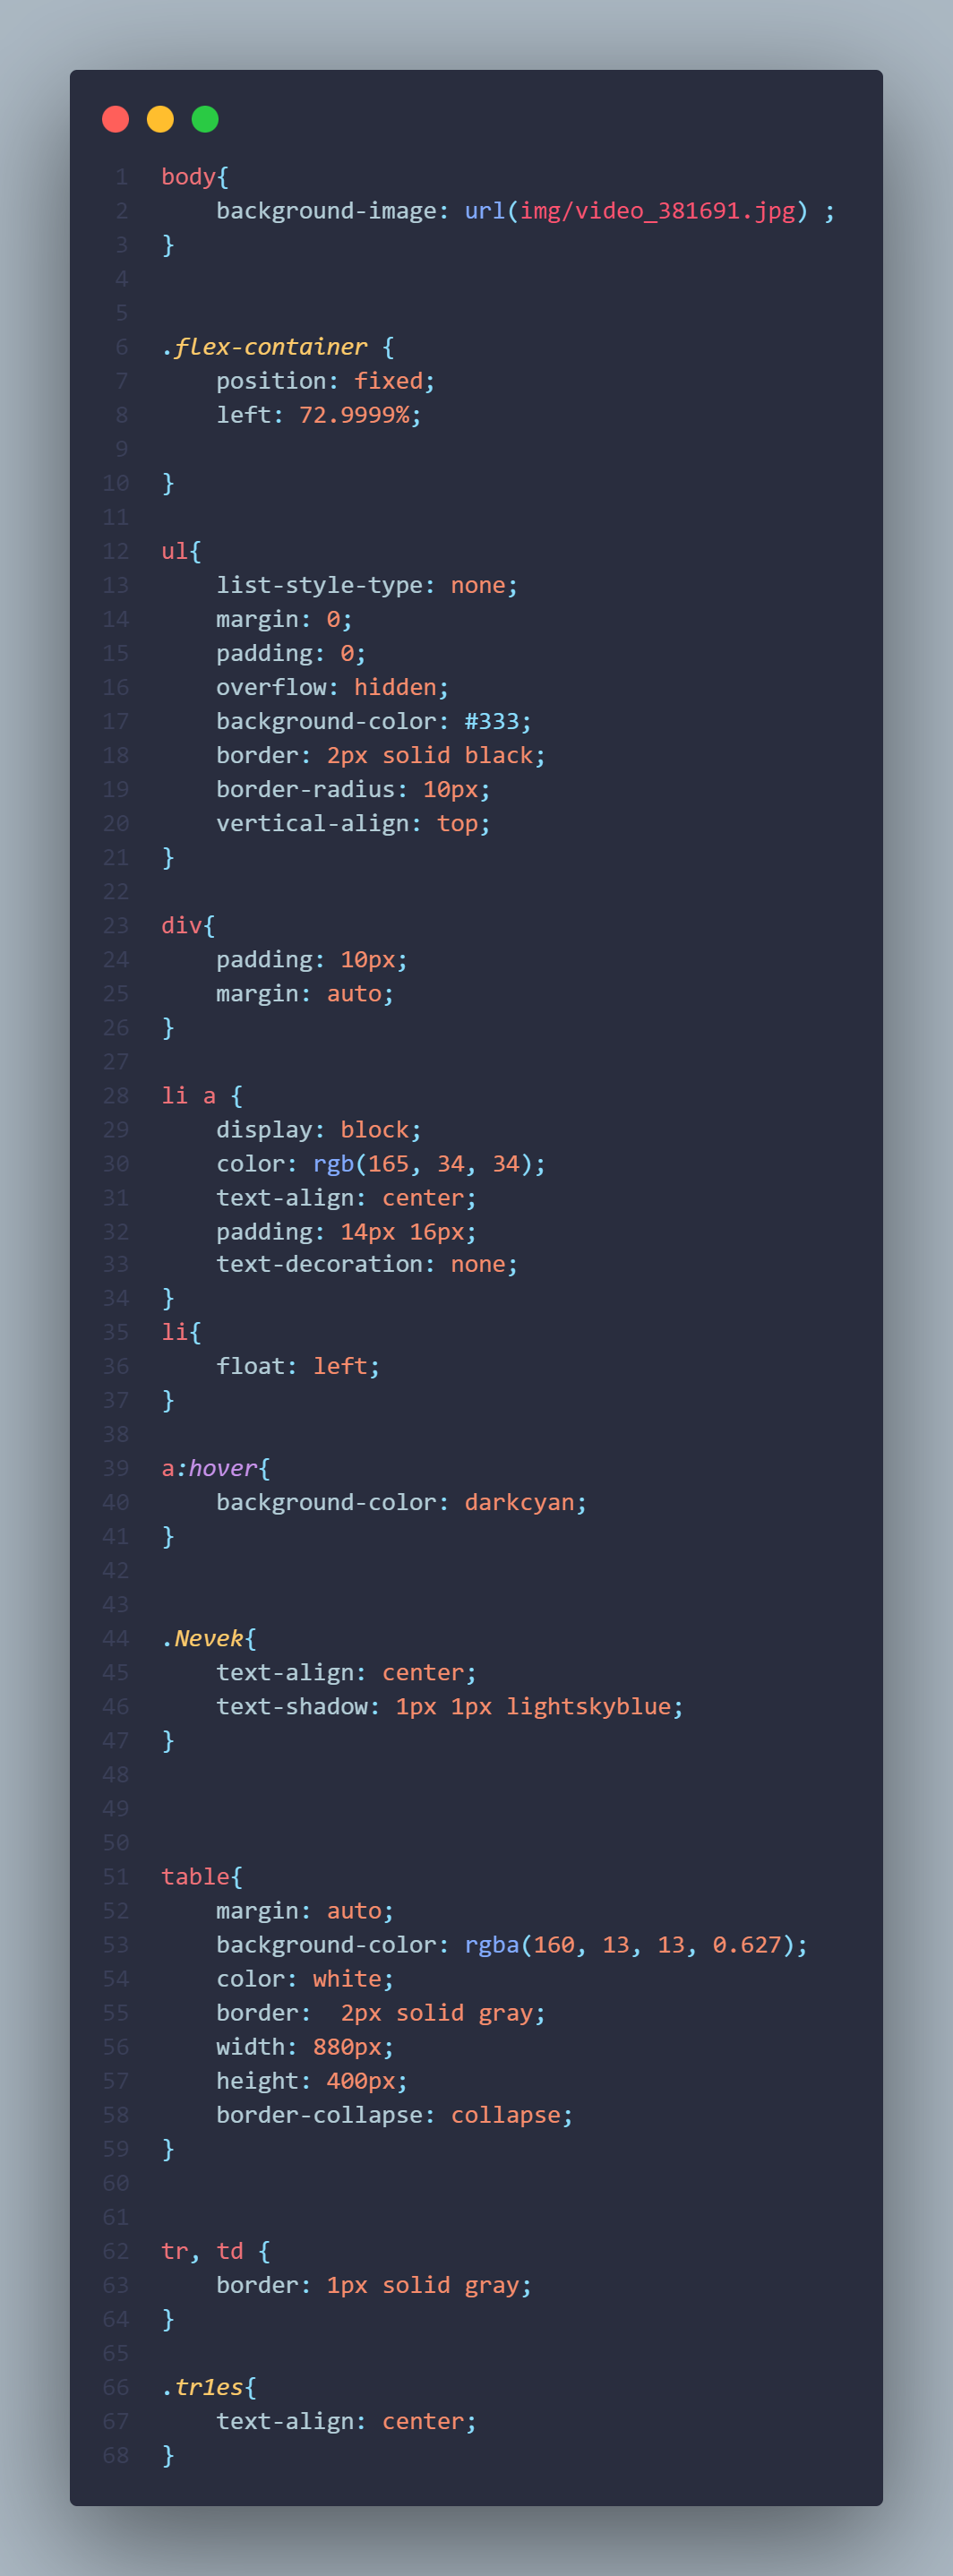 1 body{
2     background-image: url(img/video_381691.jpg) ;
3 }
4
5
6 .flex-container {
7     position: fixed;
8     left: 72.9999%;
9
10 }
11
12 ul{
13     list-style-type: none;
14     margin: 0;
15     padding: 0;
16     overflow: hidden;
17     background-color: #333;
18     border: 2px solid black;
19     border-radius: 10px;
20     vertical-align: top;
21 }
22
23 div{
24     padding: 10px;
25     margin: auto;
26 }
27
28 li a {
29     display: block;
30     color: rgb(165, 34, 34);
31     text-align: center;
32     padding: 14px 16px;
33     text-decoration: none;
34 }
35 li{
36     float: left;
37 }
38
39 a:hover{
40     background-color: darkcyan;
41 }
42
43
44 .Nevek{
45     text-align: center;
46     text-shadow: 1px 1px lightskyblue;
47 }
48
49
50
51 table{
52     margin: auto;
53     background-color: rgba(160, 13, 13, 0.627);
54     color: white;
55     border:  2px solid gray;
56     width: 880px;
57     height: 400px;
58     border-collapse: collapse;
59 }
60
61
62 tr, td {
63     border: 1px solid gray;
64 }
65
66 .tr1es{
67     text-align: center;
68 }